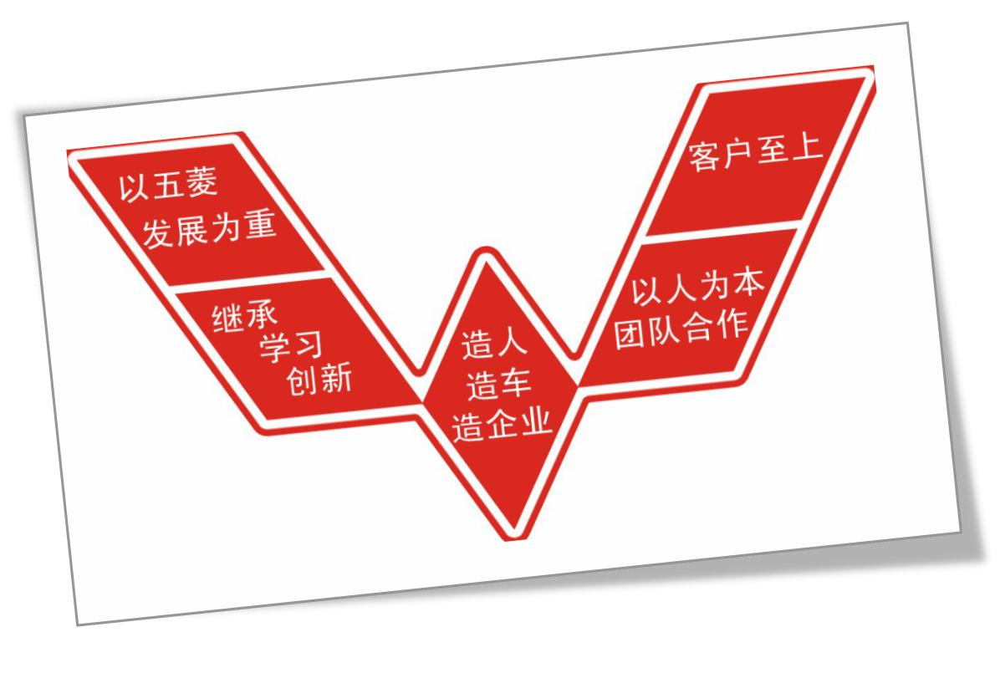 以五菱
发展为重
继承
学习
创新
造人
造车
造企业
客户至上
以人为本
团队合作